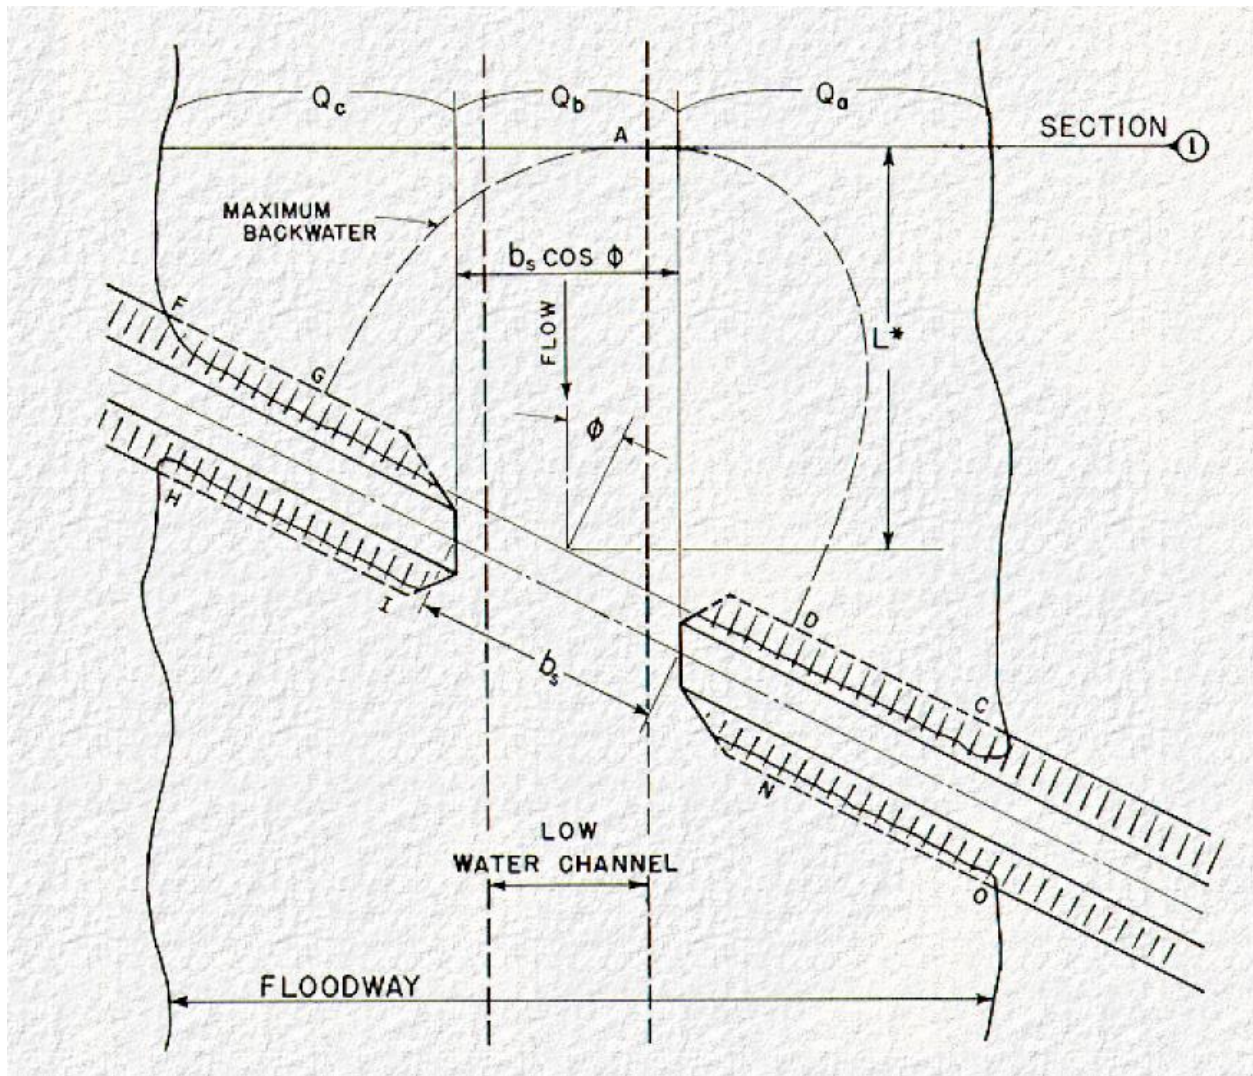 Qc
Qb
Qa
A
SECTION
1
MAXIMUM
BACKWATER
bs cos ϕ
FLOW
L*
F
G
ϕ
H
I
D
bs
C
N
LOW
WATER CHANNEL
O
FLOODWAY